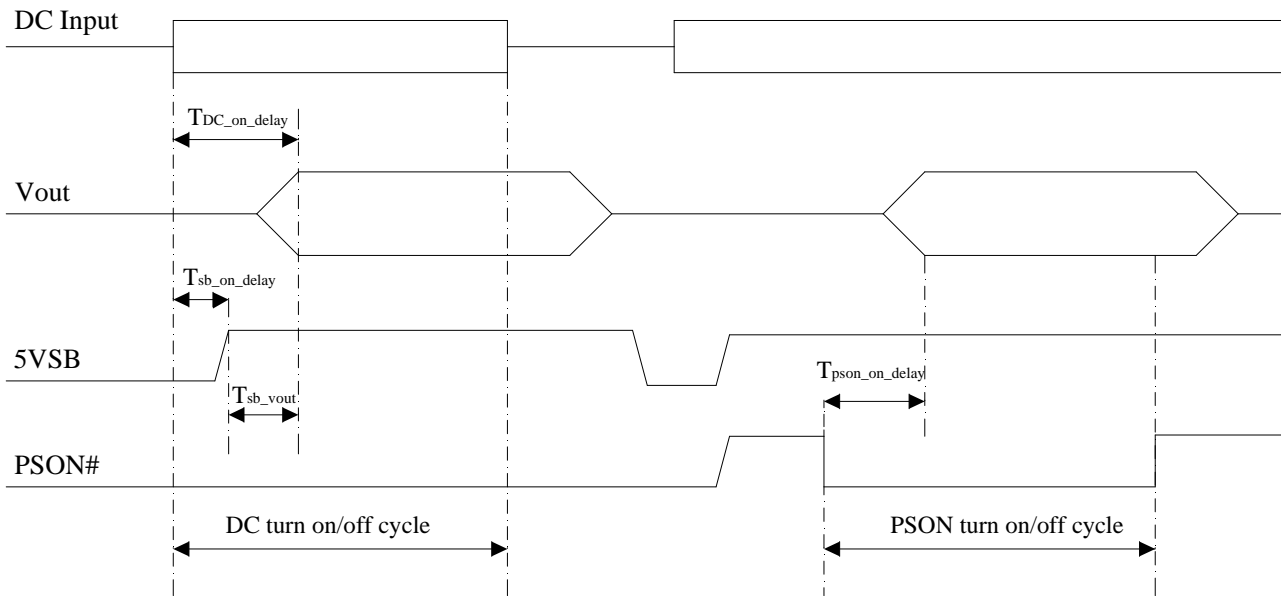 DC Input
TDC_on_delay
Vout
Tsb_on_delay
5VSB
Tpson_on_delay
Tsb_vout
PSON#
DC turn on/off cycle
PSON turn on/off cycle